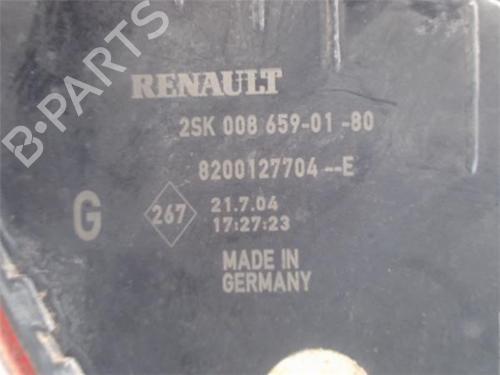 B-PARTS
RENAULT
2SK 008 659-01 -80
8200127704 --E
G
267
21.7.04
17:27:23
MADE IN
GERMANY